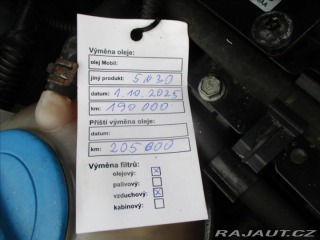 Výměna oleje:
olej Mobil:
jiný produkt: 5W30
datum: 1.10.2025
km: 190 000
Příští výměna oleje:
datum:
km: 205 000
Výměna filtrů:
olejový: x
palivový:
vzduchový: x
kabinový:
RAJAUT.CZ